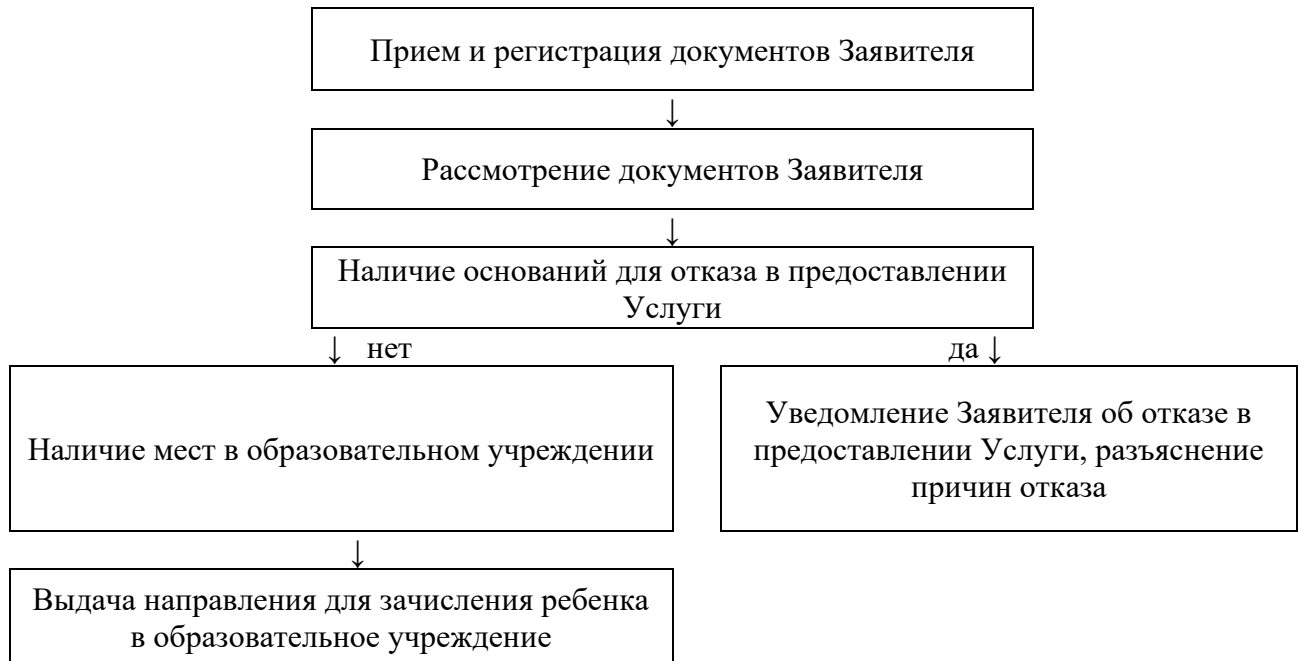 Прием и регистрация документов Заявителя
↓
Рассмотрение документов Заявителя
↓
Наличие оснований для отказа в предоставлении
Услуги
↓ нет
да ↓
Наличие мест в образовательном учреждении
Уведомление Заявителя об отказе в
предоставлении Услуги, разъяснение
причин отказа
↓
Выдача направления для зачисления ребенка
в образовательное учреждение